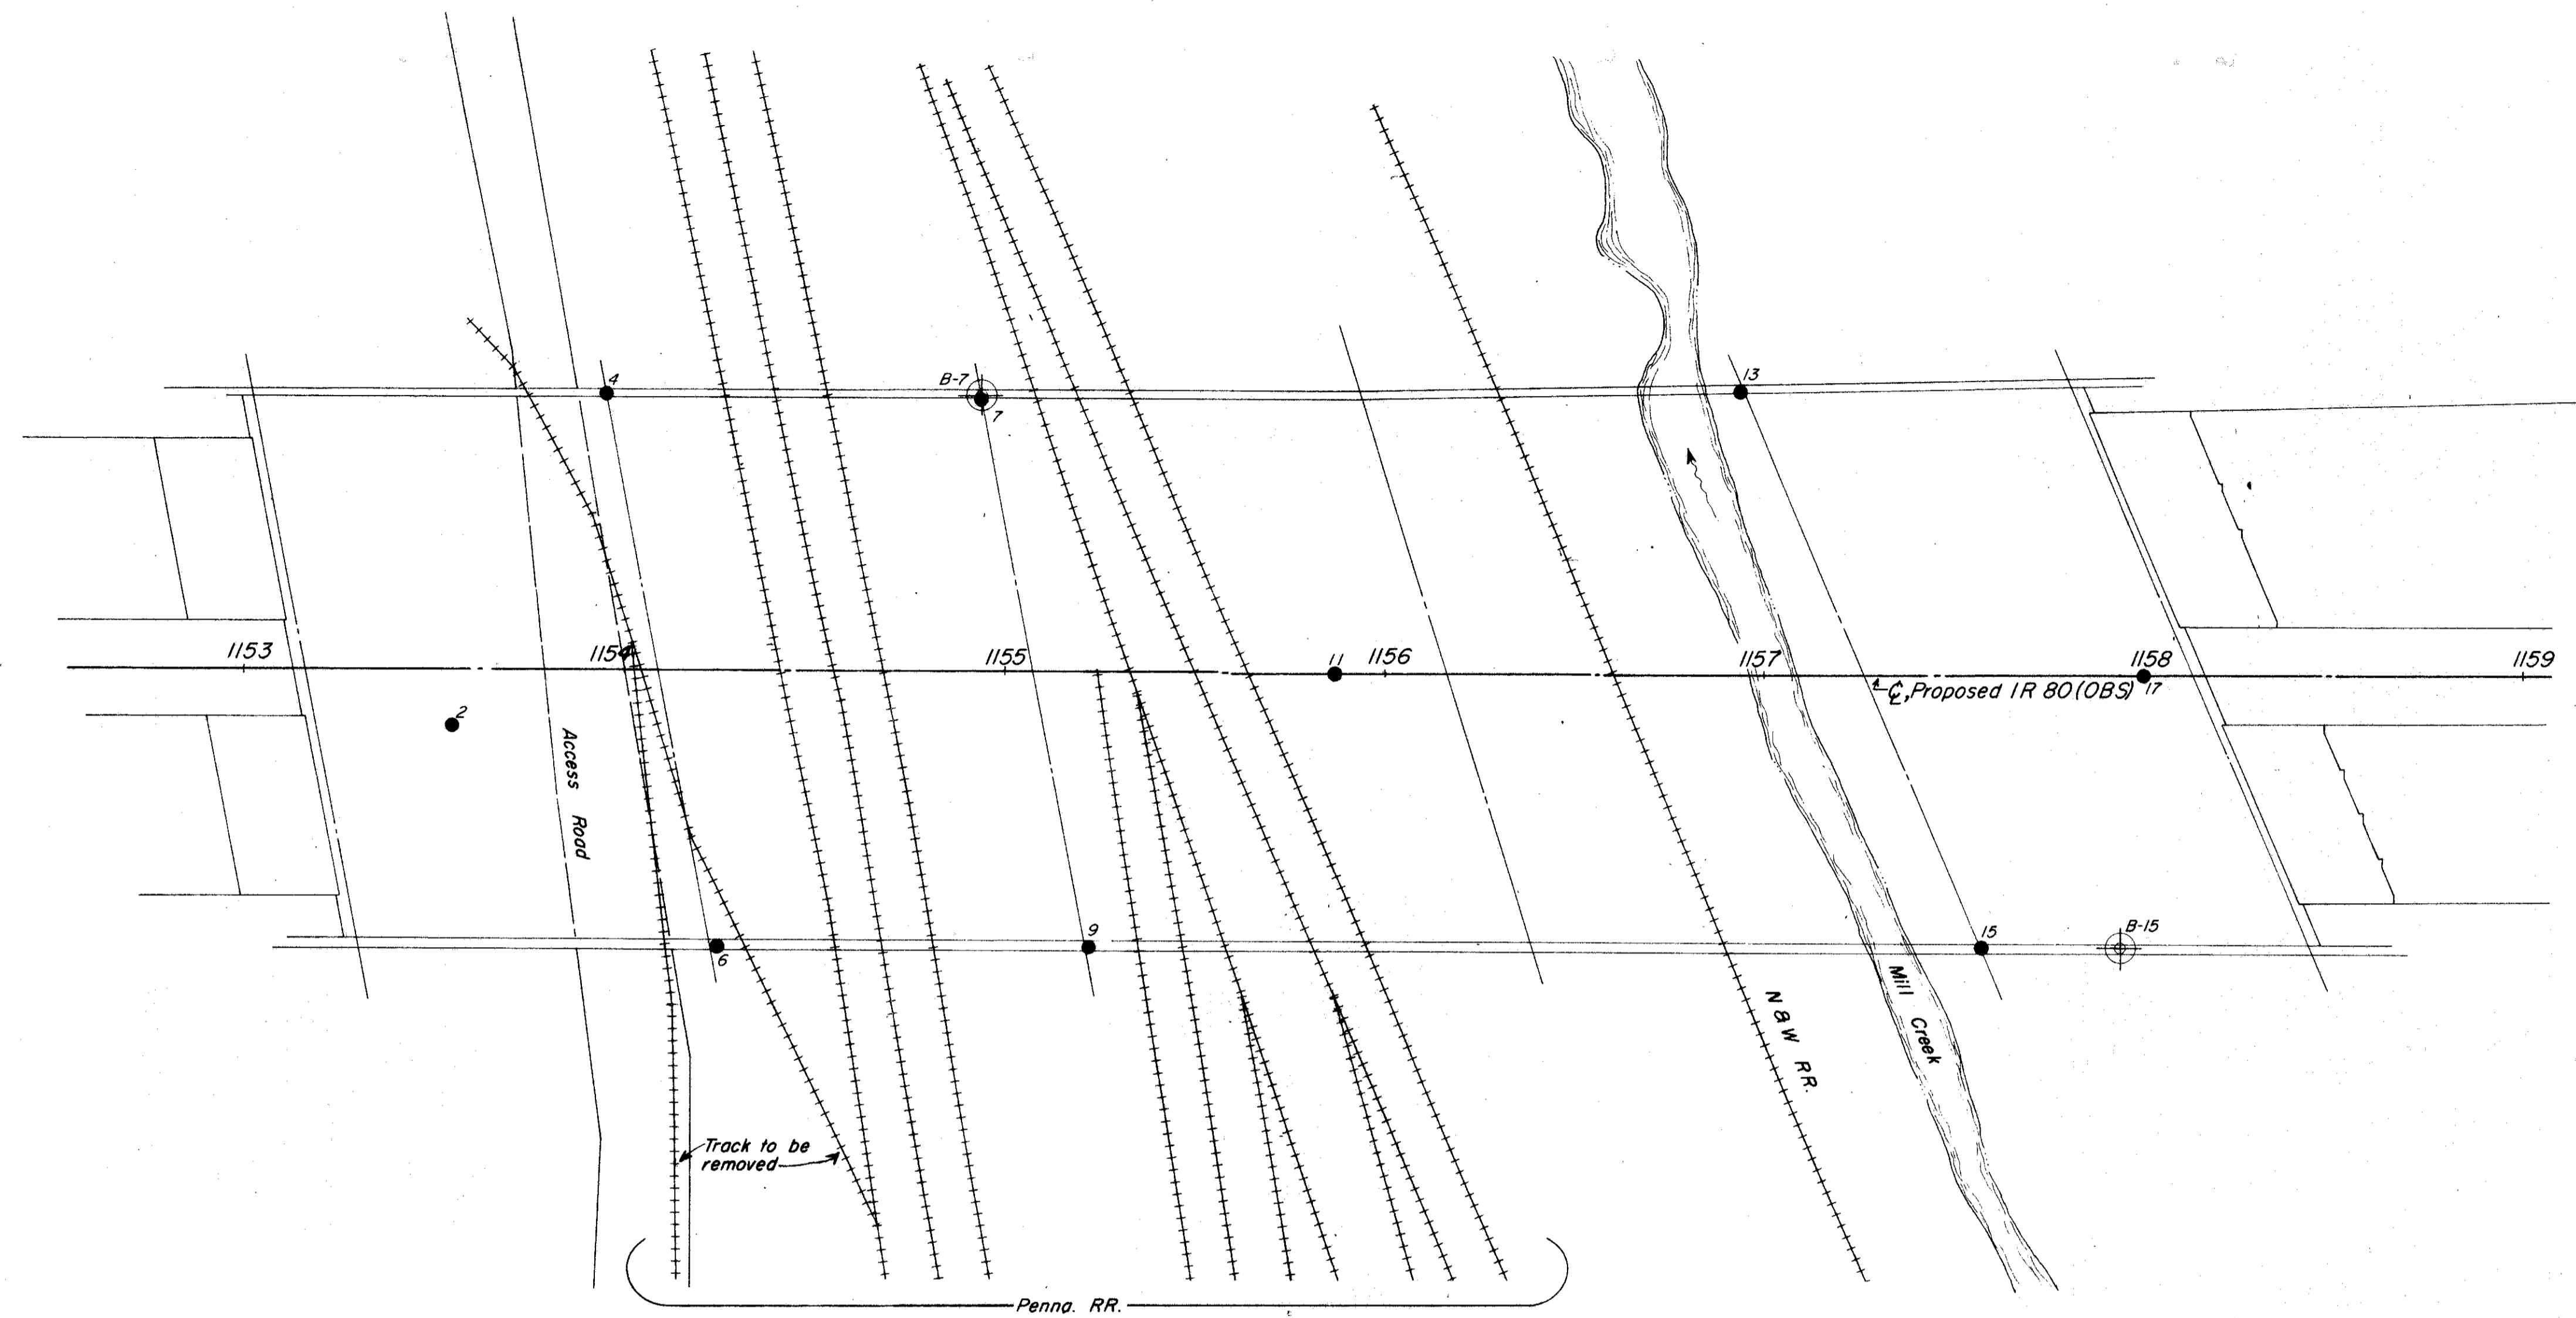 4
B-7
7
13
1153
1154
1155
11
1156
1157
1158
1159
℄, Proposed IR 80 (OBS)
17
2
Access Road
6
9
15
B-15
Mill Creek
N & W RR.
Track to be
removed
Penna. RR.